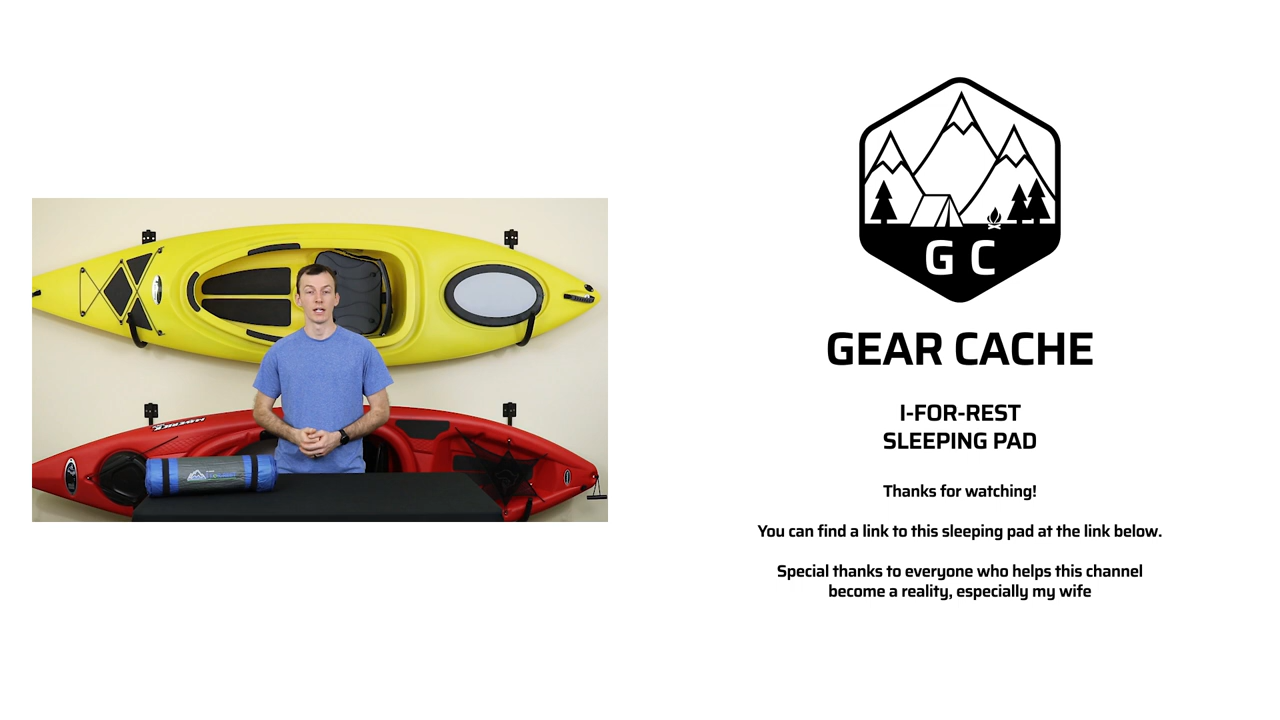 G C
GEAR CACHE
I-FOR-REST
SLEEPING PAD
Thanks for watching!
You can find a link to this sleeping pad at the link below.
Special thanks to everyone who helps this channel
become a reality, especially my wife